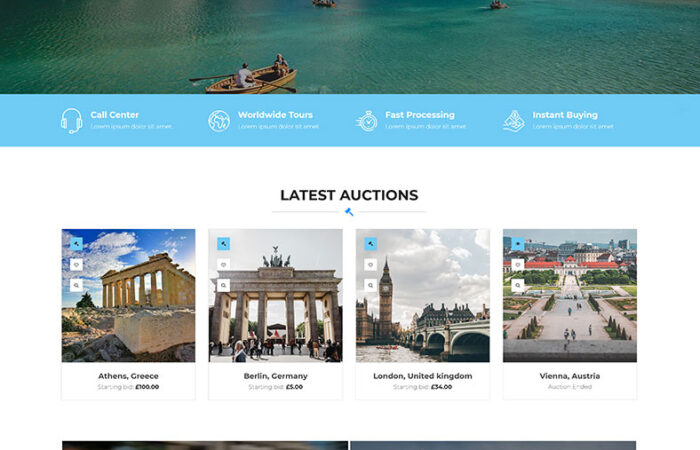 Call Center
Lorem ipsum dolor sit amet
Worldwide Tours
Lorem ipsum dolor sit amet
Fast Processing
Lorem ipsum dolor sit amet
Instant Buying
Lorem ipsum dolor sit amet
LATEST AUCTIONS
Athens, Greece
Starting bid: £100.00
Berlin, Germany
Starting bid: £5.00
London, United kingdom
Starting bid: £34.00
Vienna, Austria
Auction Ended